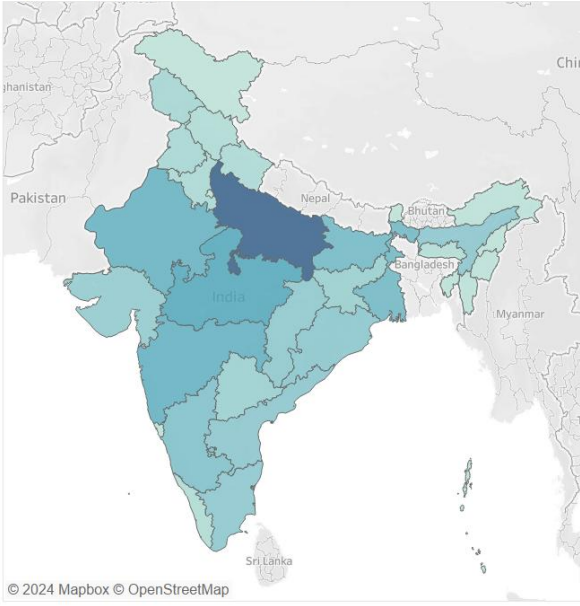 ghanistan
Chi
Pakistan
Nepal
Bhutan
Bangladesh
India
Myanmar
Sri Lanka
© 2024 Mapbox © OpenStreetMap